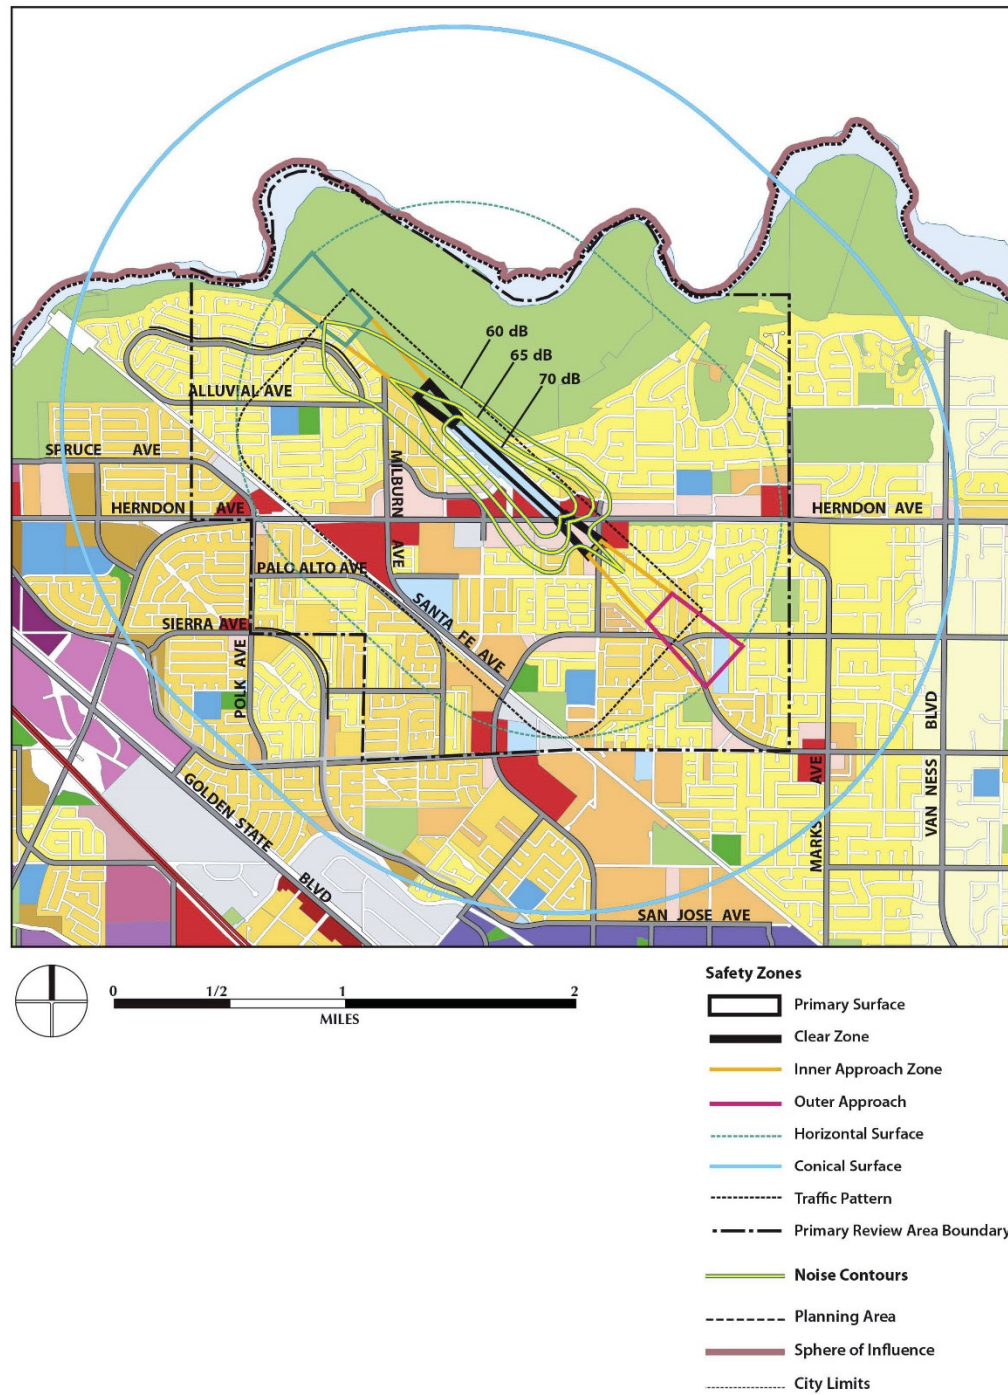 60 dB
65 dB
70 dB
ALLUVIAL AVE
SPRUCE AVE
MILBURN AVE
HERNDON AVE
HERNDON AVE
PALO ALTO AVE
SANTA FE AVE
SIERRA AVE
POLK AVE
GOLDEN STATE BLVD
MARKS AVE
VAN NESS BLVD
SAN JOSE AVE
0 1/2 1 2
MILES
Safety Zones
Primary Surface
Clear Zone
Inner Approach Zone
Outer Approach
Horizontal Surface
Conical Surface
Traffic Pattern
Primary Review Area Boundary
Noise Contours
Planning Area
Sphere of Influence
City Limits